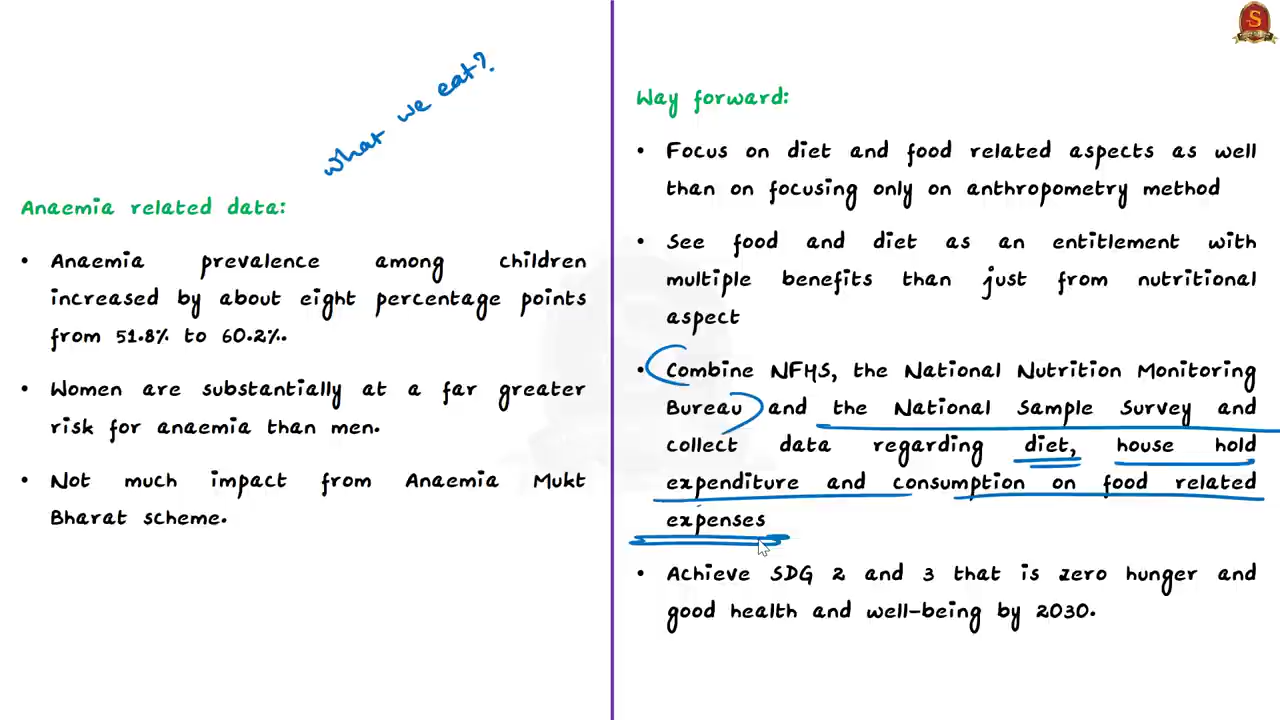 what we eat?
Anaemia related data:
• Anaemia prevalence among children
increased by about eight percentage points
from 51.8% to 60.2%.
• Women are substantially at a far greater
risk for anaemia than men.
• Not much impact from Anaemia Mukt
Bharat scheme.
Way forward:
• Focus on diet and food related aspects as well
than on focusing only on anthropometry method
• See food and diet as an entitlement with
multiple benefits than just from nutritional
aspect
• Combine NFHS, the National Nutrition Monitoring
Bureau and the National Sample Survey and
collect data regarding diet, house hold
expenditure and consumption on food related
expenses
• Achieve SDG 2 and 3 that is zero hunger and
good health and well-being by 2030.
S